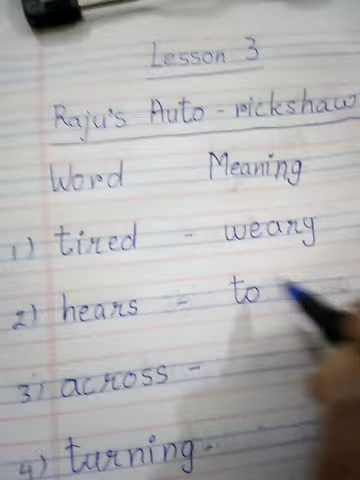 Lesson 3
Raju's Auto-rickshaw
Word Meaning
1) tired - weary
2) hears - to
3) across -
4) turning -